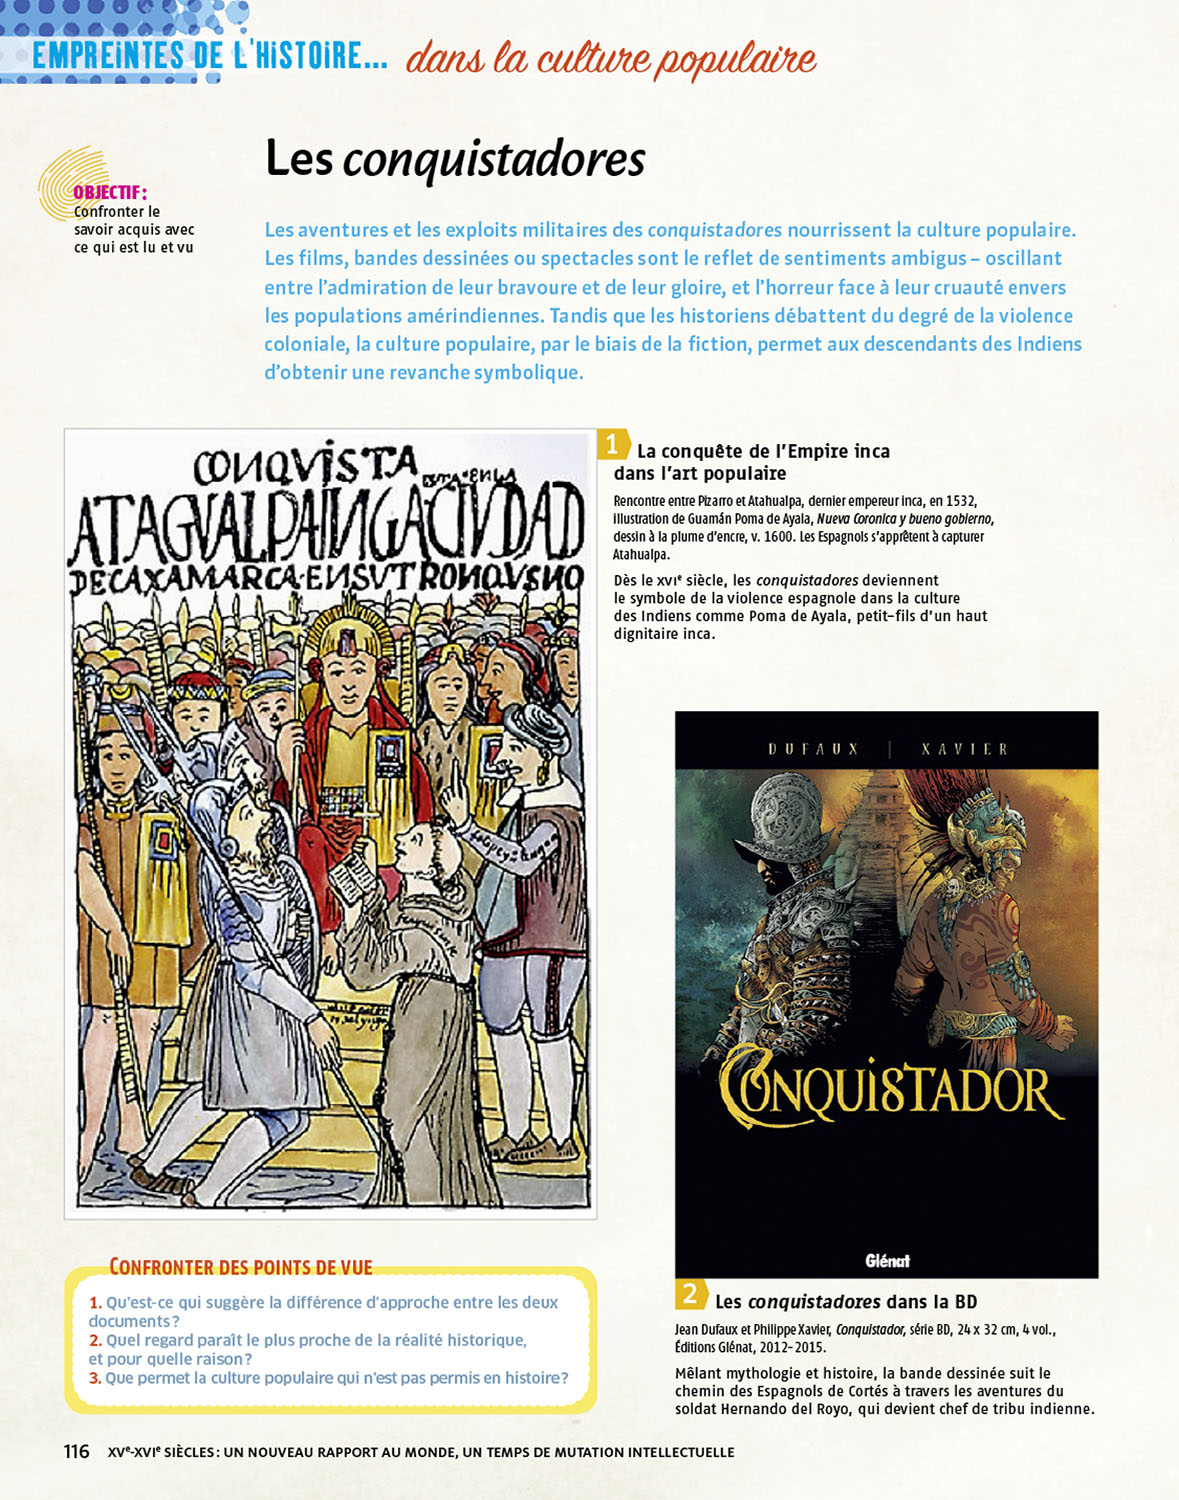 EMPREINTES DE L'HISTOIRE... dans la culture populaire
Les conquistadores
OBJECTIF :
Confronter le
savoir acquis avec
ce qui est lu et vu
Les aventures et les exploits militaires des conquistadores nourrissent la culture populaire.
Les films, bandes dessinées ou spectacles sont le reflet de sentiments ambigus – oscillant
entre l'admiration de leur bravoure et de leur gloire, et l'horreur face à leur cruauté envers
les populations amérindiennes. Tandis que les historiens débattent du degré de la violence
coloniale, la culture populaire, par le biais de la fiction, permet aux descendants des Indiens
d'obtenir une revanche symbolique.
CONQVISTA
ATAGVALPAINGACIVDAD
DECAXAMARCA·ENSVTRONOVSNO
1 La conquête de l'Empire inca
dans l'art populaire
Rencontre entre Pizarro et Atahualpa, dernier empereur inca, en 1532,
illustration de Guamán Poma de Ayala, Nueva Coronica y bueno gobierno,
dessin à la plume d'encre, v. 1600. Les Espagnols s'apprêtent à capturer
Atahualpa.
Dès le XVIe siècle, les conquistadores deviennent
le symbole de la violence espagnole dans la culture
des Indiens comme Poma de Ayala, petit-fils d'un haut
dignitaire inca.
DUFAUX | XAVIER
CONQUISTADOR
Glénat
2 Les conquistadores dans la BD
Jean Dufaux et Philippe Xavier, Conquistador, série BD, 24 x 32 cm, 4 vol.,
Éditions Glénat, 2012-2015.
Mêlant mythologie et histoire, la bande dessinée suit le
chemin des Espagnols de Cortés à travers les aventures du
soldat Hernando del Royo, qui devient chef de tribu indienne.
CONFRONTER DES POINTS DE VUE
1. Qu'est-ce qui suggère la différence d'approche entre les deux
documents ?
2. Quel regard paraît le plus proche de la réalité historique,
et pour quelle raison ?
3. Que permet la culture populaire qui n'est pas permis en histoire ?
116 XVe-XVIe SIÈCLES : UN NOUVEAU RAPPORT AU MONDE, UN TEMPS DE MUTATION INTELLECTUELLE